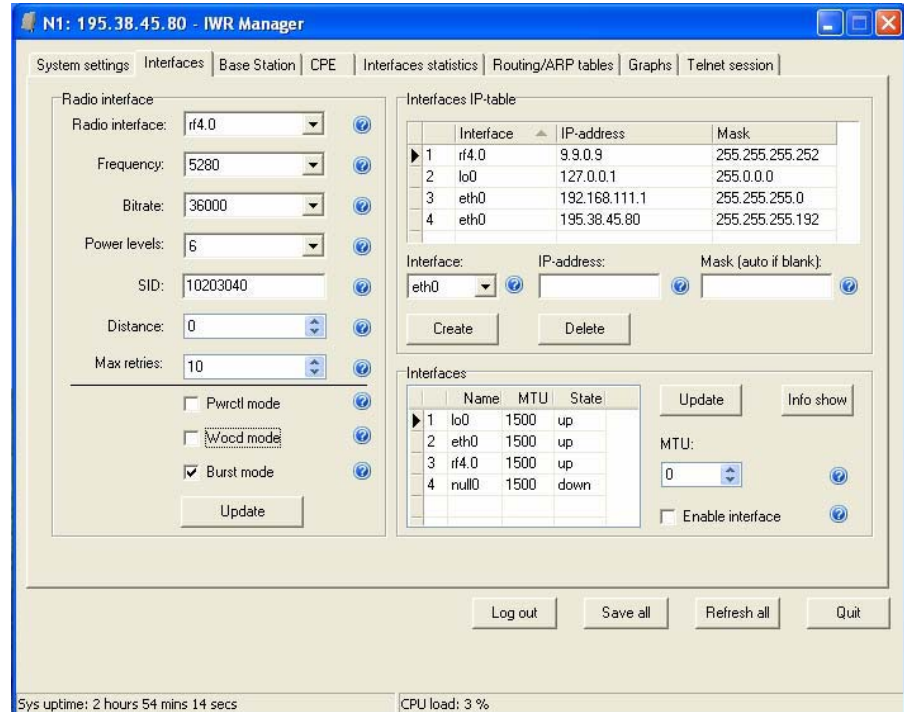 N1: 195.38.45.80 - IWR Manager
System settings Interfaces Base Station CPE Interfaces statistics Routing/ARP tables Graphs Telnet session
Radio interface
Radio interface: rf4.0
Frequency: 5280
Bitrate: 36000
Power levels: 6
SID: 10203040
Distance: 0
Max retries: 10
Pwrctl mode
Wocd mode
Burst mode
Update
Interfaces IP-table
Interface IP-address Mask
1 rf4.0 9.9.0.9 255.255.255.252
2 lo0 127.0.0.1 255.0.0.0
3 eth0 192.168.111.1 255.255.255.0
4 eth0 195.38.45.80 255.255.255.192
Interface: IP-address: Mask (auto if blank):
eth0
Create Delete
Interfaces
Name MTU State
1 lo0 1500 up
2 eth0 1500 up
3 rf4.0 1500 up
4 null0 1500 down
Update Info show
MTU:
0
Enable interface
Log out Save all Refresh all Quit
Sys uptime: 2 hours 54 mins 14 secs CPU load: 3 %